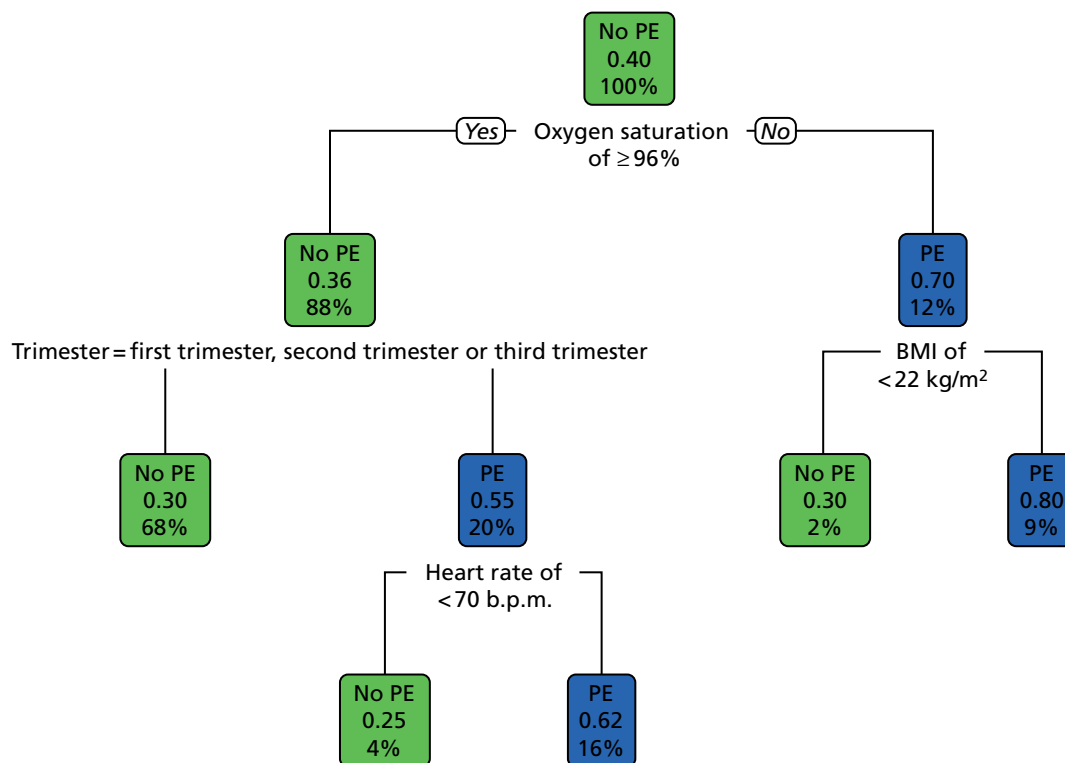 No PE
0.40
100%
Yes
Oxygen saturation
of ≥96%
No
No PE
0.36
88%
PE
0.70
12%
Trimester=first trimester, second trimester or third trimester
BMI of
<22 kg/m²
No PE
0.30
68%
PE
0.55
20%
No PE
0.30
2%
PE
0.80
9%
Heart rate of
<70 b.p.m.
No PE
0.25
4%
PE
0.62
16%